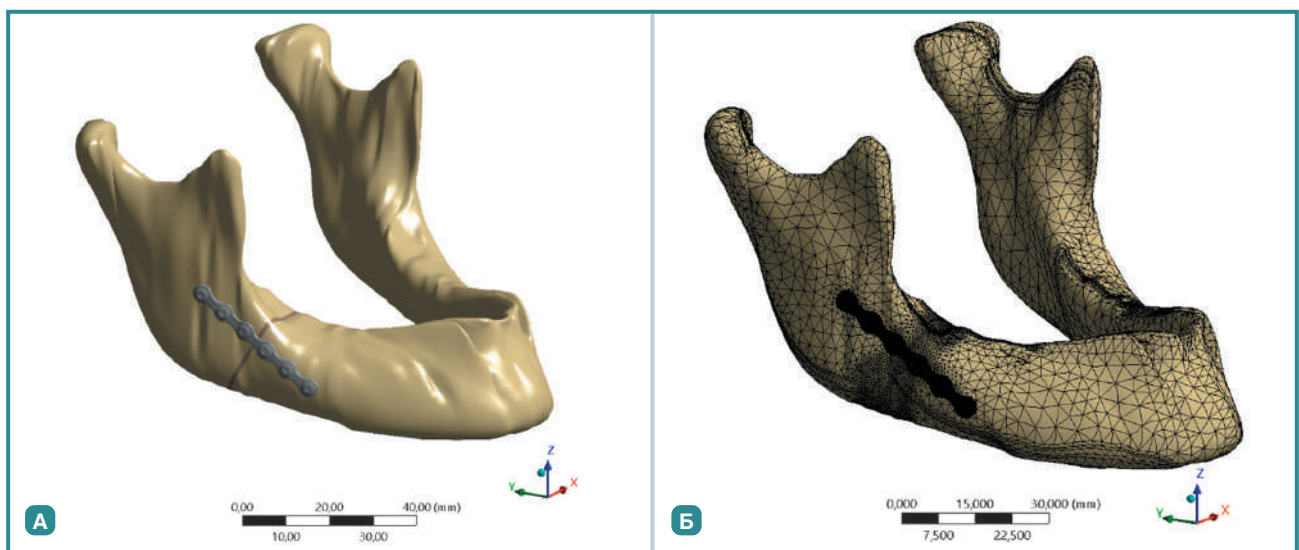 Z
Y
X
0,00
20,00
40,00 (mm)
10,00
30,00
А
Z
Y
X
0,000
15,000
30,000 (mm)
7,500
22,500
Б